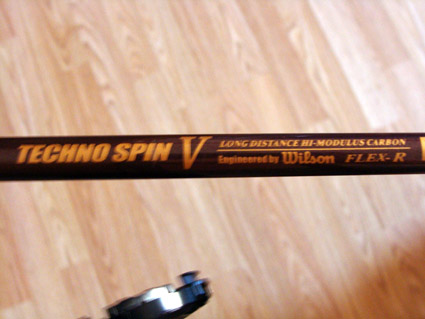 TECHNO SPIN V
LONG DISTANCE HI-MODULUS CARBON
Engineered by Wilson FLEX-R